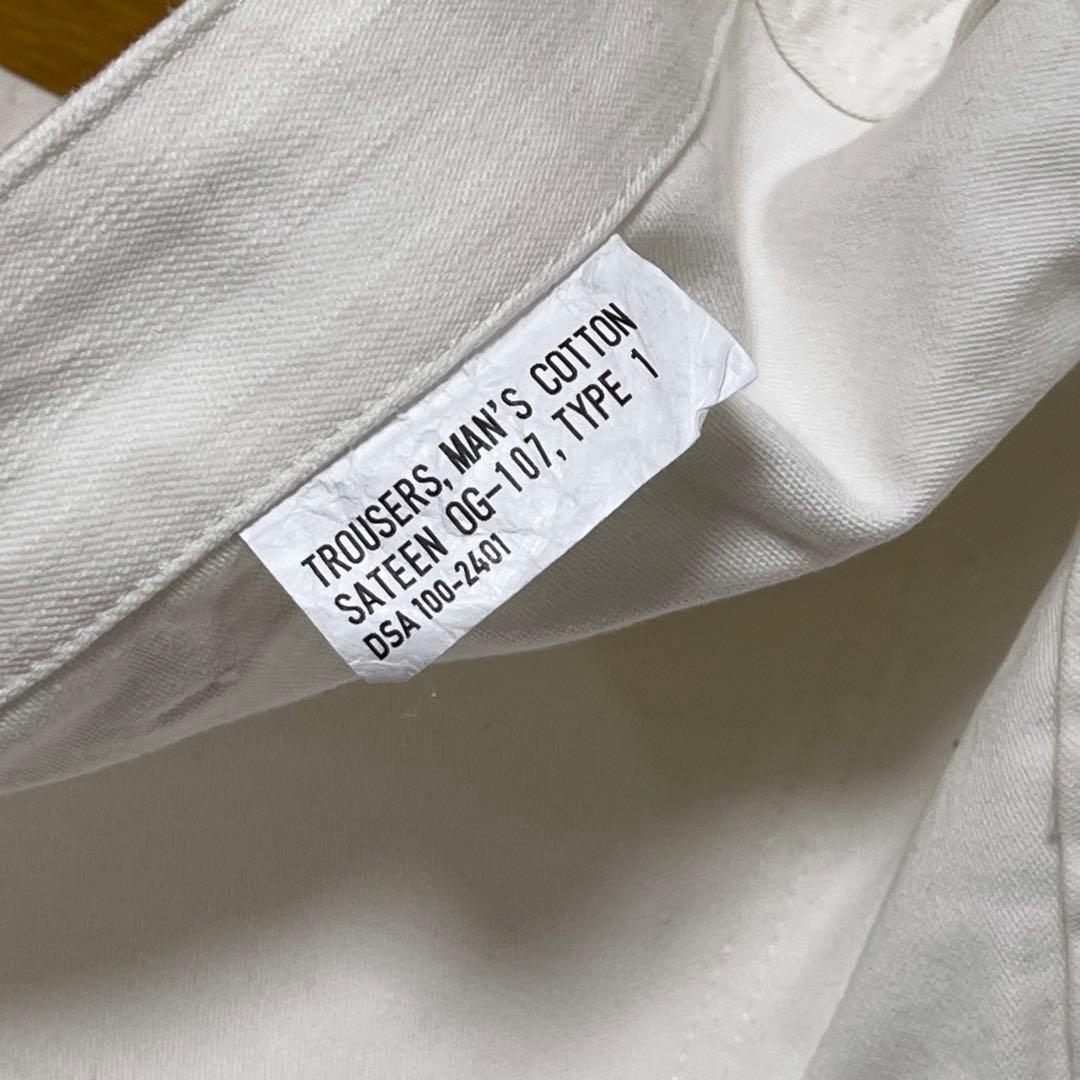 TROUSERS, MAN'S COTTON
SATEEN OG-107, TYPE 1
DSA 100-2401